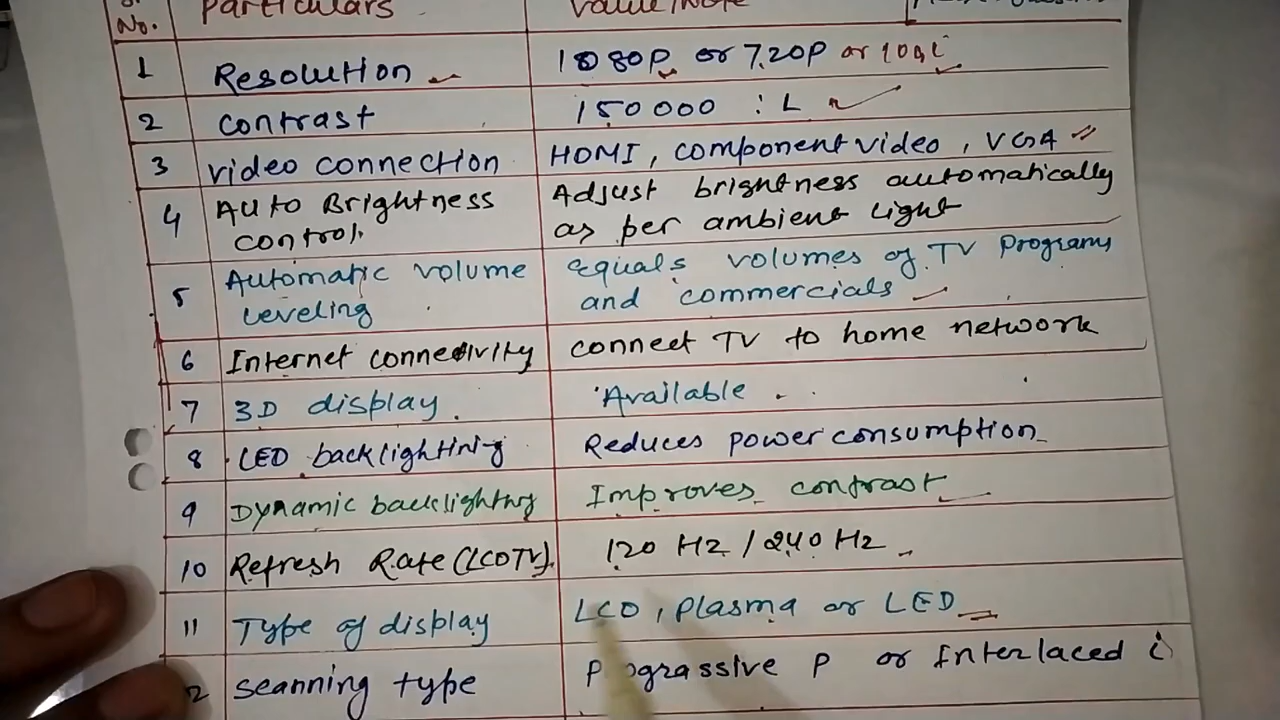 No. Particulars Value/Note
1 Resolution 1080P or 720P or 1080i
2 Contrast 150000 : 1
3 video connection HDMI, component video, VGA
4 Auto Brightness Adjust brightness automatically
control. as per ambient light
5 Automatic volume equals volumes of TV programs
leveling and commercials
6 Internet connectivity connect TV to home network
7 3D display. Available
8 LED backlighting Reduces power consumption
9 Dynamic backlighting Improves contrast
10 Refresh Rate (LCDTV). 120 HZ / 240 HZ
11 Type of display LCD, Plasma or LED
scanning type Prograssive P or Interlaced i